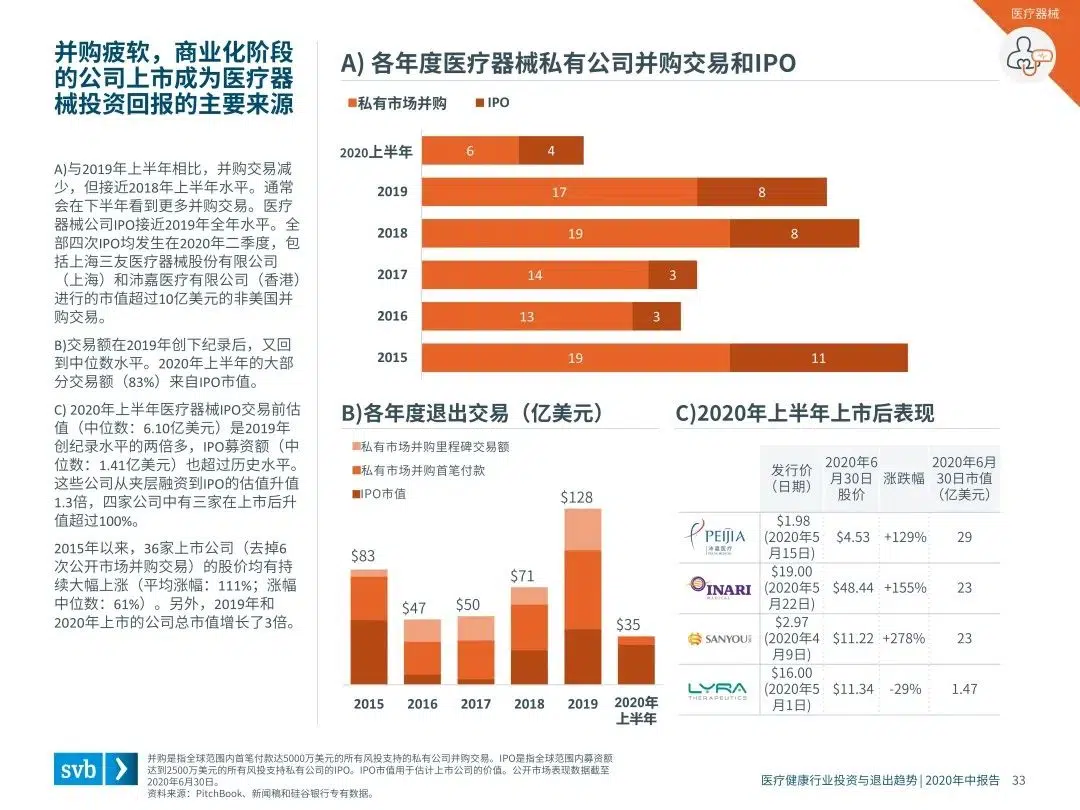 医疗器械
并购疲软，商业化阶段
的公司上市成为医疗器
械投资回报的主要来源
A)与2019年上半年相比，并购交易减
少，但接近2018年上半年水平。通常
会在下半年看到更多并购交易。医疗
器械公司IPO接近2019年全年水平。全
部四次IPO均发生在2020年二季度，包
括上海三友医疗器械股份有限公司
（上海）和沛嘉医疗有限公司（香港）
进行的市值超过10亿美元的非美国并
购交易。
B)交易额在2019年创下纪录后，又回
到中位数水平。2020年上半年的大部
分交易额（83%）来自IPO市值。
C) 2020年上半年医疗器械IPO交易前估
值（中位数：6.10亿美元）是2019年
创纪录水平的两倍多，IPO募资额（中
位数：1.41亿美元）也超过历史水平。
这些公司从夹层融资到IPO的估值升值
1.3倍，四家公司中有三家在上市后升
值超过100%。
2015年以来，36家上市公司（去掉6
次公开市场并购交易）的股价均有持
续大幅上涨（平均涨幅：111%；涨幅
中位数：61%）。另外，2019年和
2020年上市的公司总市值增长了3倍。
A) 各年度医疗器械私有公司并购交易和IPO
私有市场并购 IPO
2020上半年 6 4
2019 17 8
2018 19 8
2017 14 3
2016 13 3
2015 19 11
B)各年度退出交易（亿美元）
私有市场并购里程碑交易额
私有市场并购首笔付款
IPO市值
$83 $47 $50 $71 $128 $35
2015 2016 2017 2018 2019 2020年
上半年
C)2020年上半年上市后表现
发行价
（日期）
2020年6
月30日
股价
涨跌幅
2020年6月
30日市值
（亿美元）
PEIJIA
沛嘉医疗
$1.98
(2020年5
月15日)
$4.53 +129% 29
INARI
MEDICAL
$19.00
(2020年5
月22日)
$48.44 +155% 23
SANYOU
$2.97
(2020年4
月9日)
$11.22 +278% 23
LYRA
THERAPEUTICS
$16.00
(2020年5
月1日)
$11.34 -29% 1.47
svb
并购是指全球范围内首笔付款达5000万美元的所有风投支持的私有公司并购交易。IPO是指全球范围内募资额
达到2500万美元的所有风投支持私有公司的IPO。IPO市值用于估计上市公司的价值。公开市场表现数据截至
2020年6月30日。
资料来源：PitchBook、新闻稿和硅谷银行专有数据。
医疗健康行业投资与退出趋势| 2020年中报告 33